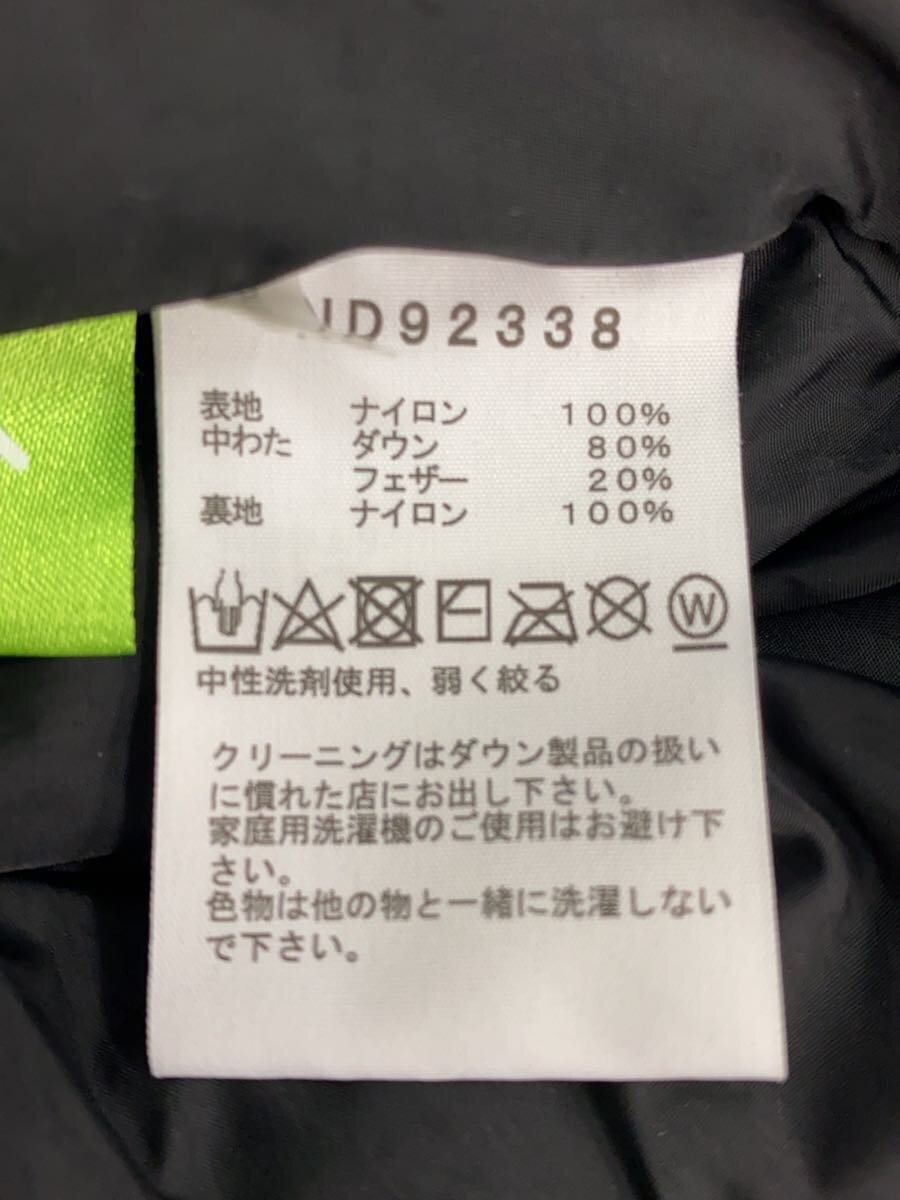 ND92338
表地 ナイロン 100%
中わた ダウン 80%
フェザー 20%
裏地 ナイロン 100%
W
中性洗剤使用、弱く絞る
クリーニングはダウン製品の扱い
に慣れた店にお出し下さい。
家庭用洗濯機のご使用はお避け下
さい。
色物は他の物と一緒に洗濯しない
で下さい。